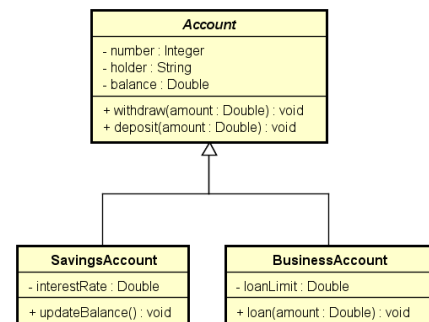 Account
- number : Integer
- holder : String
- balance : Double
+ withdraw(amount : Double) : void
+ deposit(amount : Double) : void
SavingsAccount
- interestRate : Double
+ updateBalance() : void
BusinessAccount
- loanLimit : Double
+ loan(amount : Double) : void